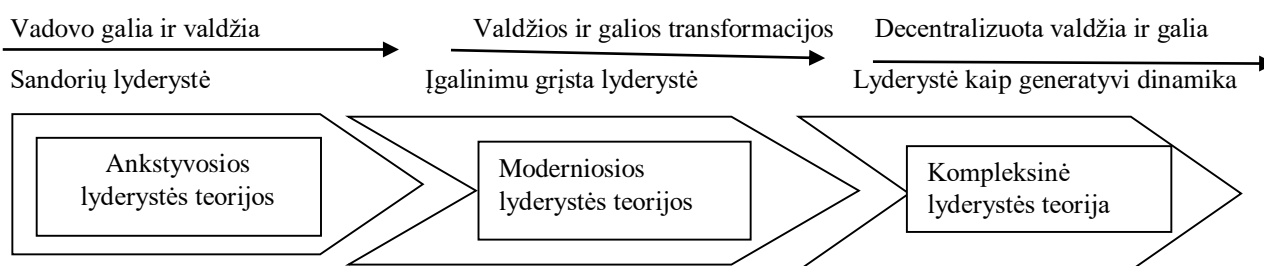 Vadovo galia ir valdžia
Valdžios ir galios transformacijos
Decentralizuota valdžia ir galia
Sandorių lyderystė
Įgalinimu grįsta lyderystė
Lyderystė kaip generatyvi dinamika
Ankstyvosios
lyderystės teorijos
Moderniosios
lyderystės teorijos
Kompleksinė
lyderystės teorija